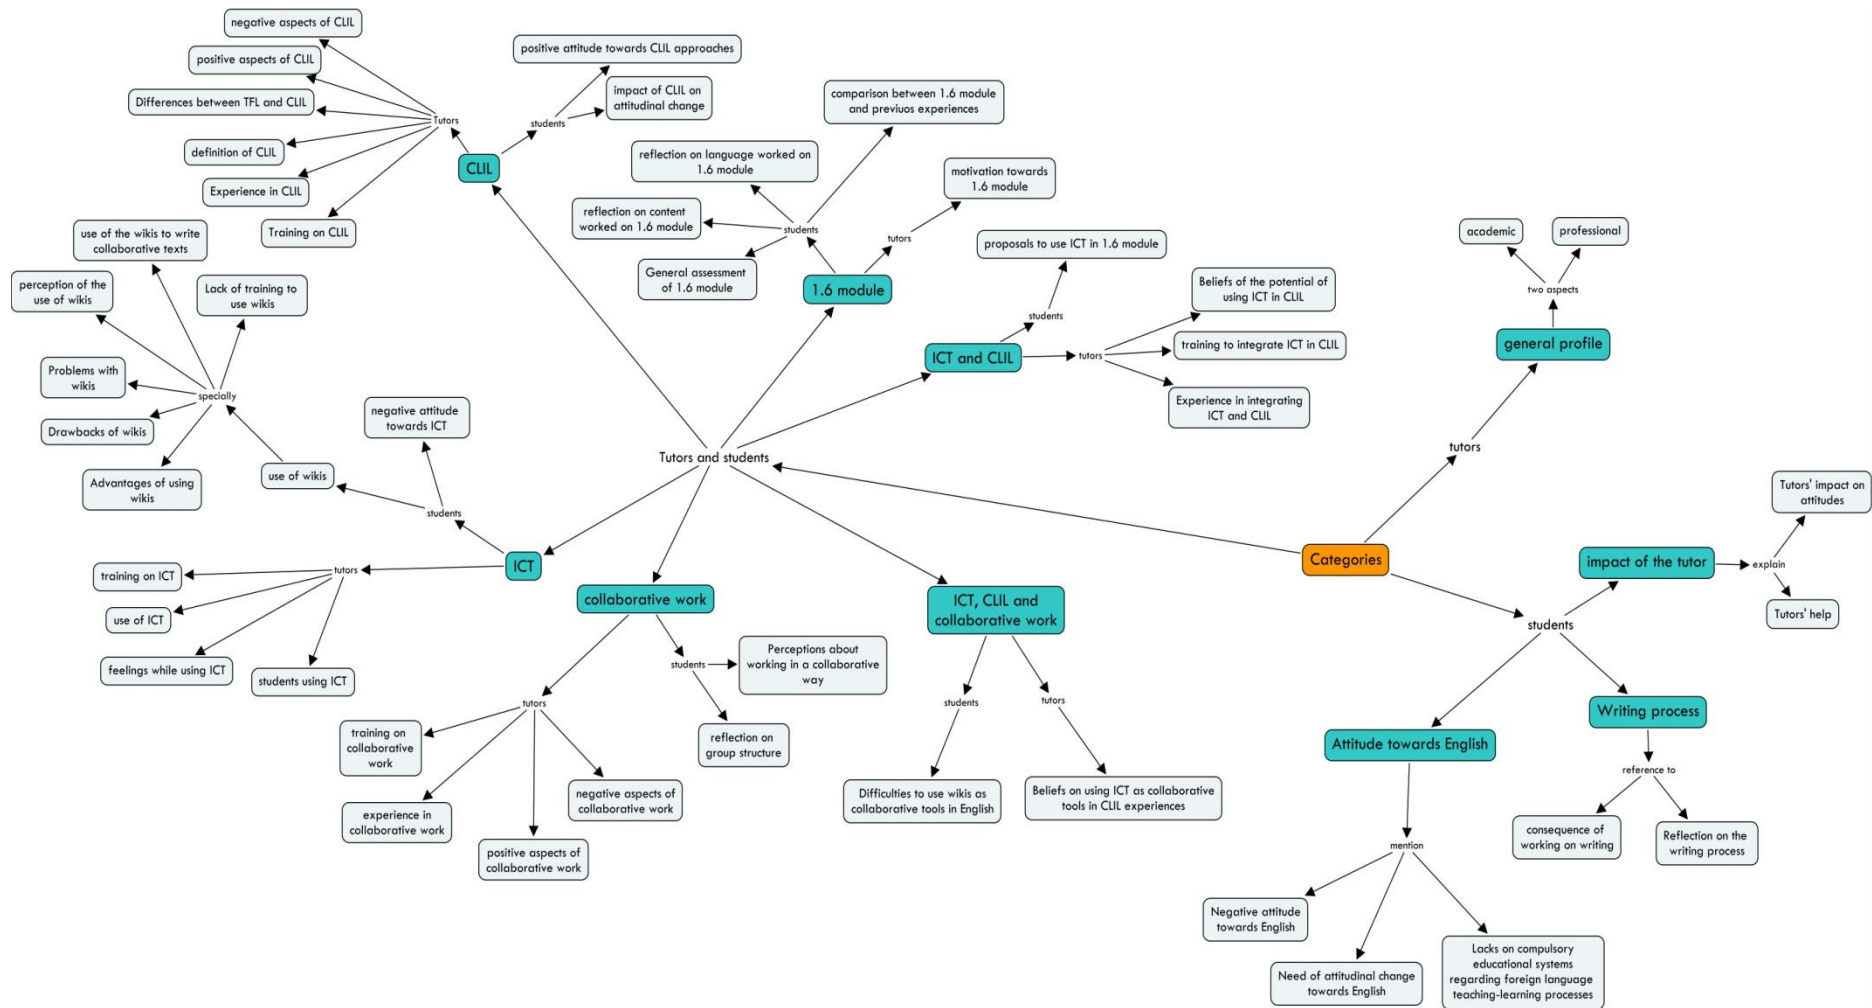 negative aspects of CLIL
positive aspects of CLIL
Differences between TFL and CLIL
definition of CLIL
Experience in CLIL
Training on CLIL
Tutors
CLIL
students
positive attitude towards CLIL approaches
impact of CLIL on
attitudinal change
comparison between 1.6 module
and previuos experiences
reflection on language worked on
1.6 module
reflection on content
worked on 1.6 module
General assessment
of 1.6 module
students
1.6 module
tutors
motivation towards
1.6 module
proposals to use ICT in 1.6 module
students
ICT and CLIL
tutors
Beliefs of the potential of
using ICT in CLIL
training to integrate ICT in CLIL
Experience in integrating
ICT and CLIL
academic
professional
two aspects
general profile
tutors
use of the wikis to write
collaborative texts
perception of the
use of wikis
Lack of training to
use wikis
Problems with
wikis
specially
Drawbacks of wikis
Advantages of using
wikis
use of wikis
negative attitude
towards ICT
students
Tutors and students
ICT
tutors
training on ICT
use of ICT
feelings while using ICT
students using ICT
collaborative work
students
Perceptions about
working in a collaborative
way
reflection on
group structure
tutors
training on
collaborative
work
experience in
collaborative work
positive aspects of
collaborative work
negative aspects of
collaborative work
ICT, CLIL and
collaborative work
students
tutors
Difficulties to use wikis as
collaborative tools in English
Beliefs on using ICT as collaborative
tools in CLIL experiences
Categories
students
impact of the tutor
explain
Tutors' impact on
attitudes
Tutors' help
Writing process
reference to
consequence of
working on writing
Reflection on the
writing process
Attitude towards English
mention
Negative attitude
towards English
Need of attitudinal change
towards English
Lacks on compulsory
educational systems
regarding foreign language
teaching-learning processes